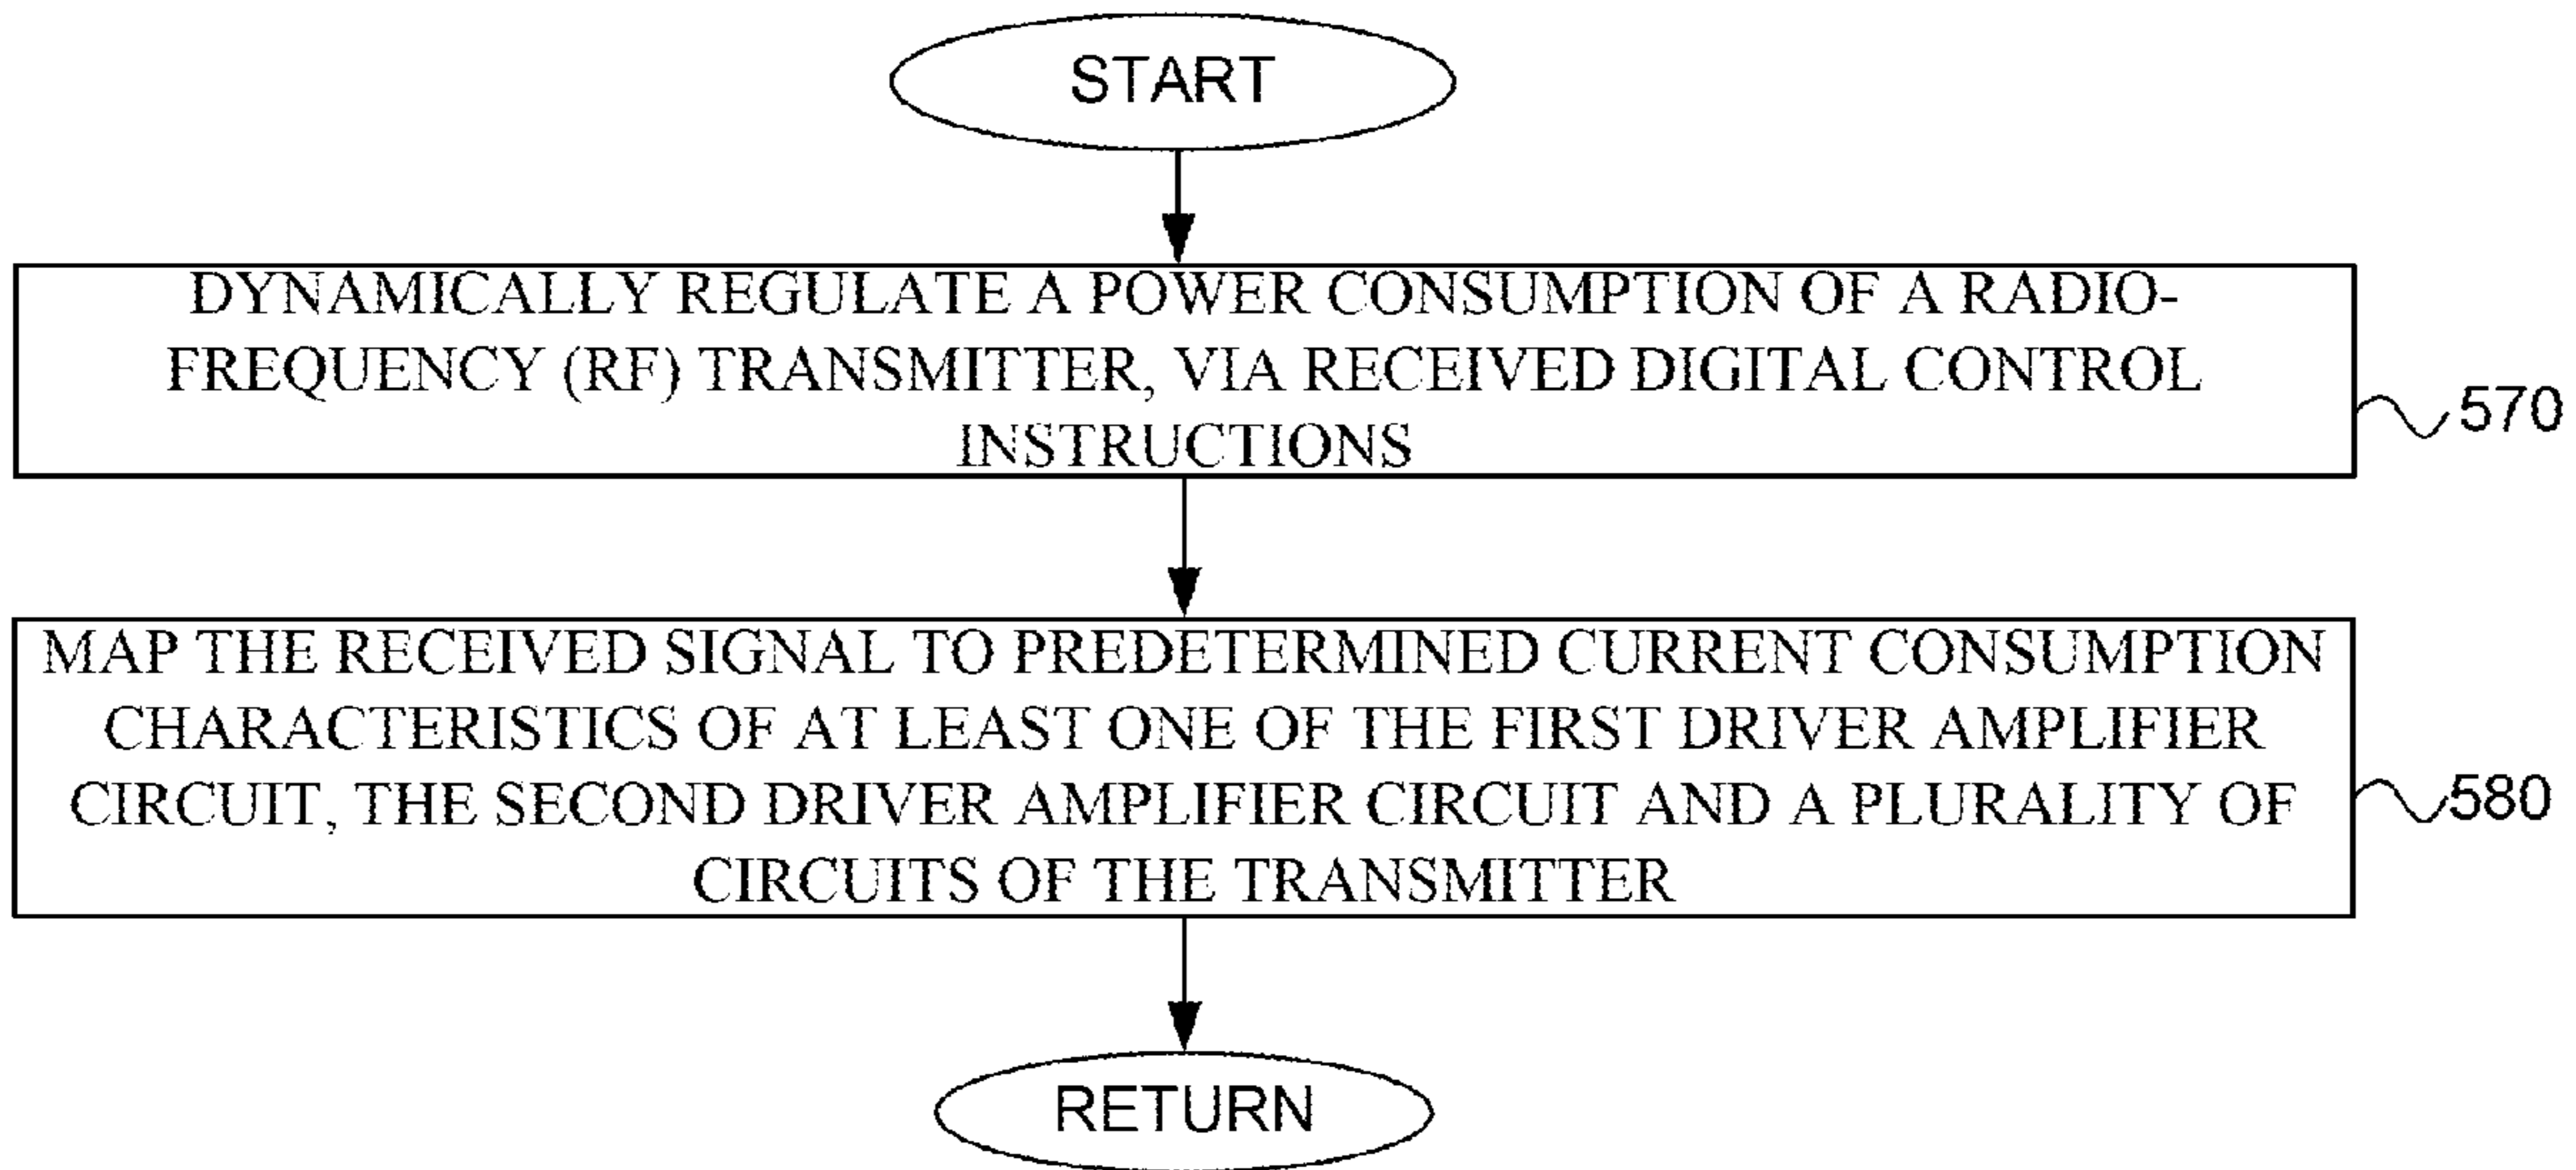 START
DYNAMICALLY REGULATE A POWER CONSUMPTION OF A RADIO-
FREQUENCY (RF) TRANSMITTER, VIA RECEIVED DIGITAL CONTROL
INSTRUCTIONS
570
MAP THE RECEIVED SIGNAL TO PREDETERMINED CURRENT CONSUMPTION
CHARACTERISTICS OF AT LEAST ONE OF THE FIRST DRIVER AMPLIFIER
CIRCUIT, THE SECOND DRIVER AMPLIFIER CIRCUIT AND A PLURALITY OF
CIRCUITS OF THE TRANSMITTER
580
RETURN